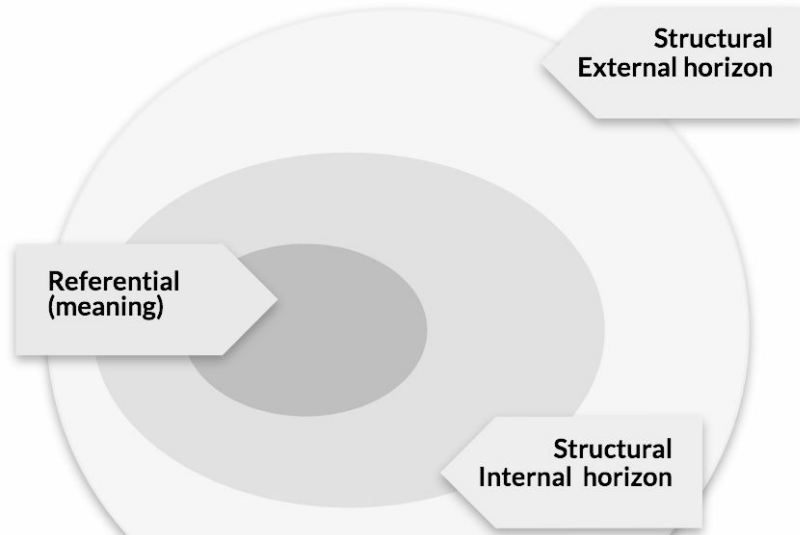 Structural
External horizon
Referential
(meaning)
Structural
Internal horizon